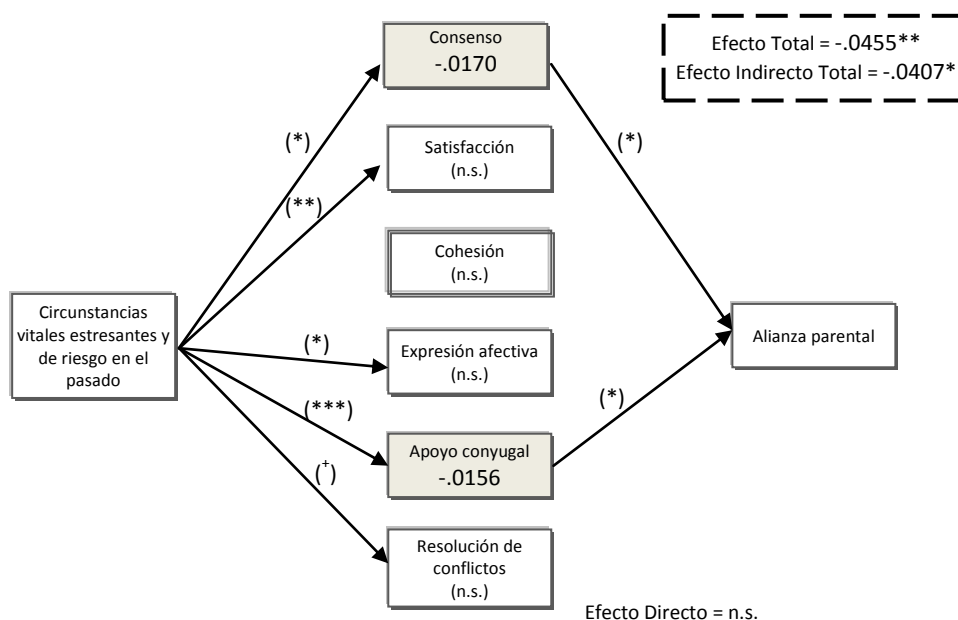 Consenso
-.0170
Efecto Total = -.0455**
Efecto Indirecto Total = -.0407*
(*)
(*)
Satisfacción
(n.s.)
(**)
Cohesión
(n.s.)
Circunstancias
vitales estresantes y
de riesgo en el
pasado
Alianza parental
(*)
Expresión afectiva
(n.s.)
(***)
(*)
Apoyo conyugal
-.0156
(+)
Resolución de
conflictos
(n.s.)
Efecto Directo = n.s.